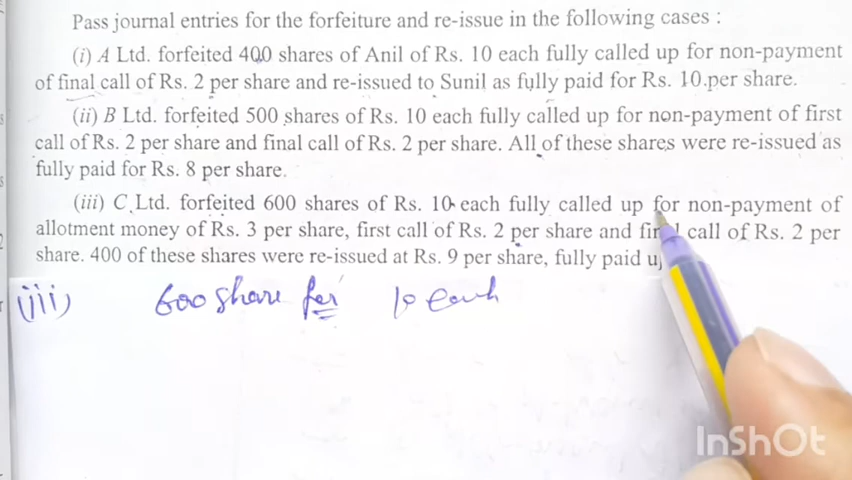 Pass journal entries for the forfeiture and re-issue in the following cases :
(i) A Ltd. forfeited 400 shares of Anil of Rs. 10 each fully called up for non-payment
of final call of Rs. 2 per share and re-issued to Sunil as fully paid for Rs. 10 per share.
(ii) B Ltd. forfeited 500 shares of Rs. 10 each fully called up for non-payment of first
call of Rs. 2 per share and final call of Rs. 2 per share. All of these shares were re-issued as
fully paid for Rs. 8 per share.
(iii) C Ltd. forfeited 600 shares of Rs. 10 each fully called up for non-payment of
allotment money of Rs. 3 per share, first call of Rs. 2 per share and call of Rs. 2 per
share. 400 of these shares were re-issued at Rs. 9 per share, fully paid
(iii) 600 share for 10 each
InShOt